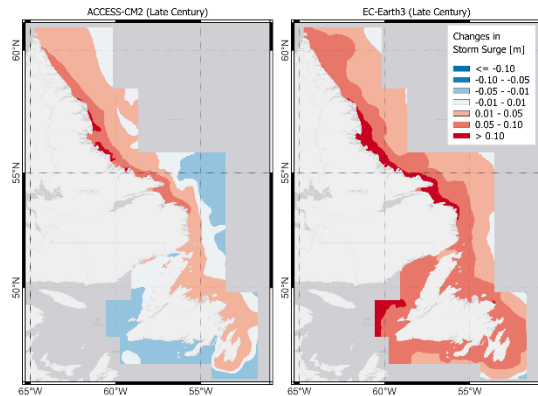 ACCESS-CM2 (Late Century)
EC-Earth3 (Late Century)
Changes in
Storm Surge [m]
<= -0.10
-0.10 - -0.05
-0.05 - -0.01
-0.01 - 0.01
0.01 - 0.05
0.05 - 0.10
> 0.10
60°N
55°N
50°N
65°W
60°W
55°W
60°N
55°N
50°N
65°W
60°W
55°W